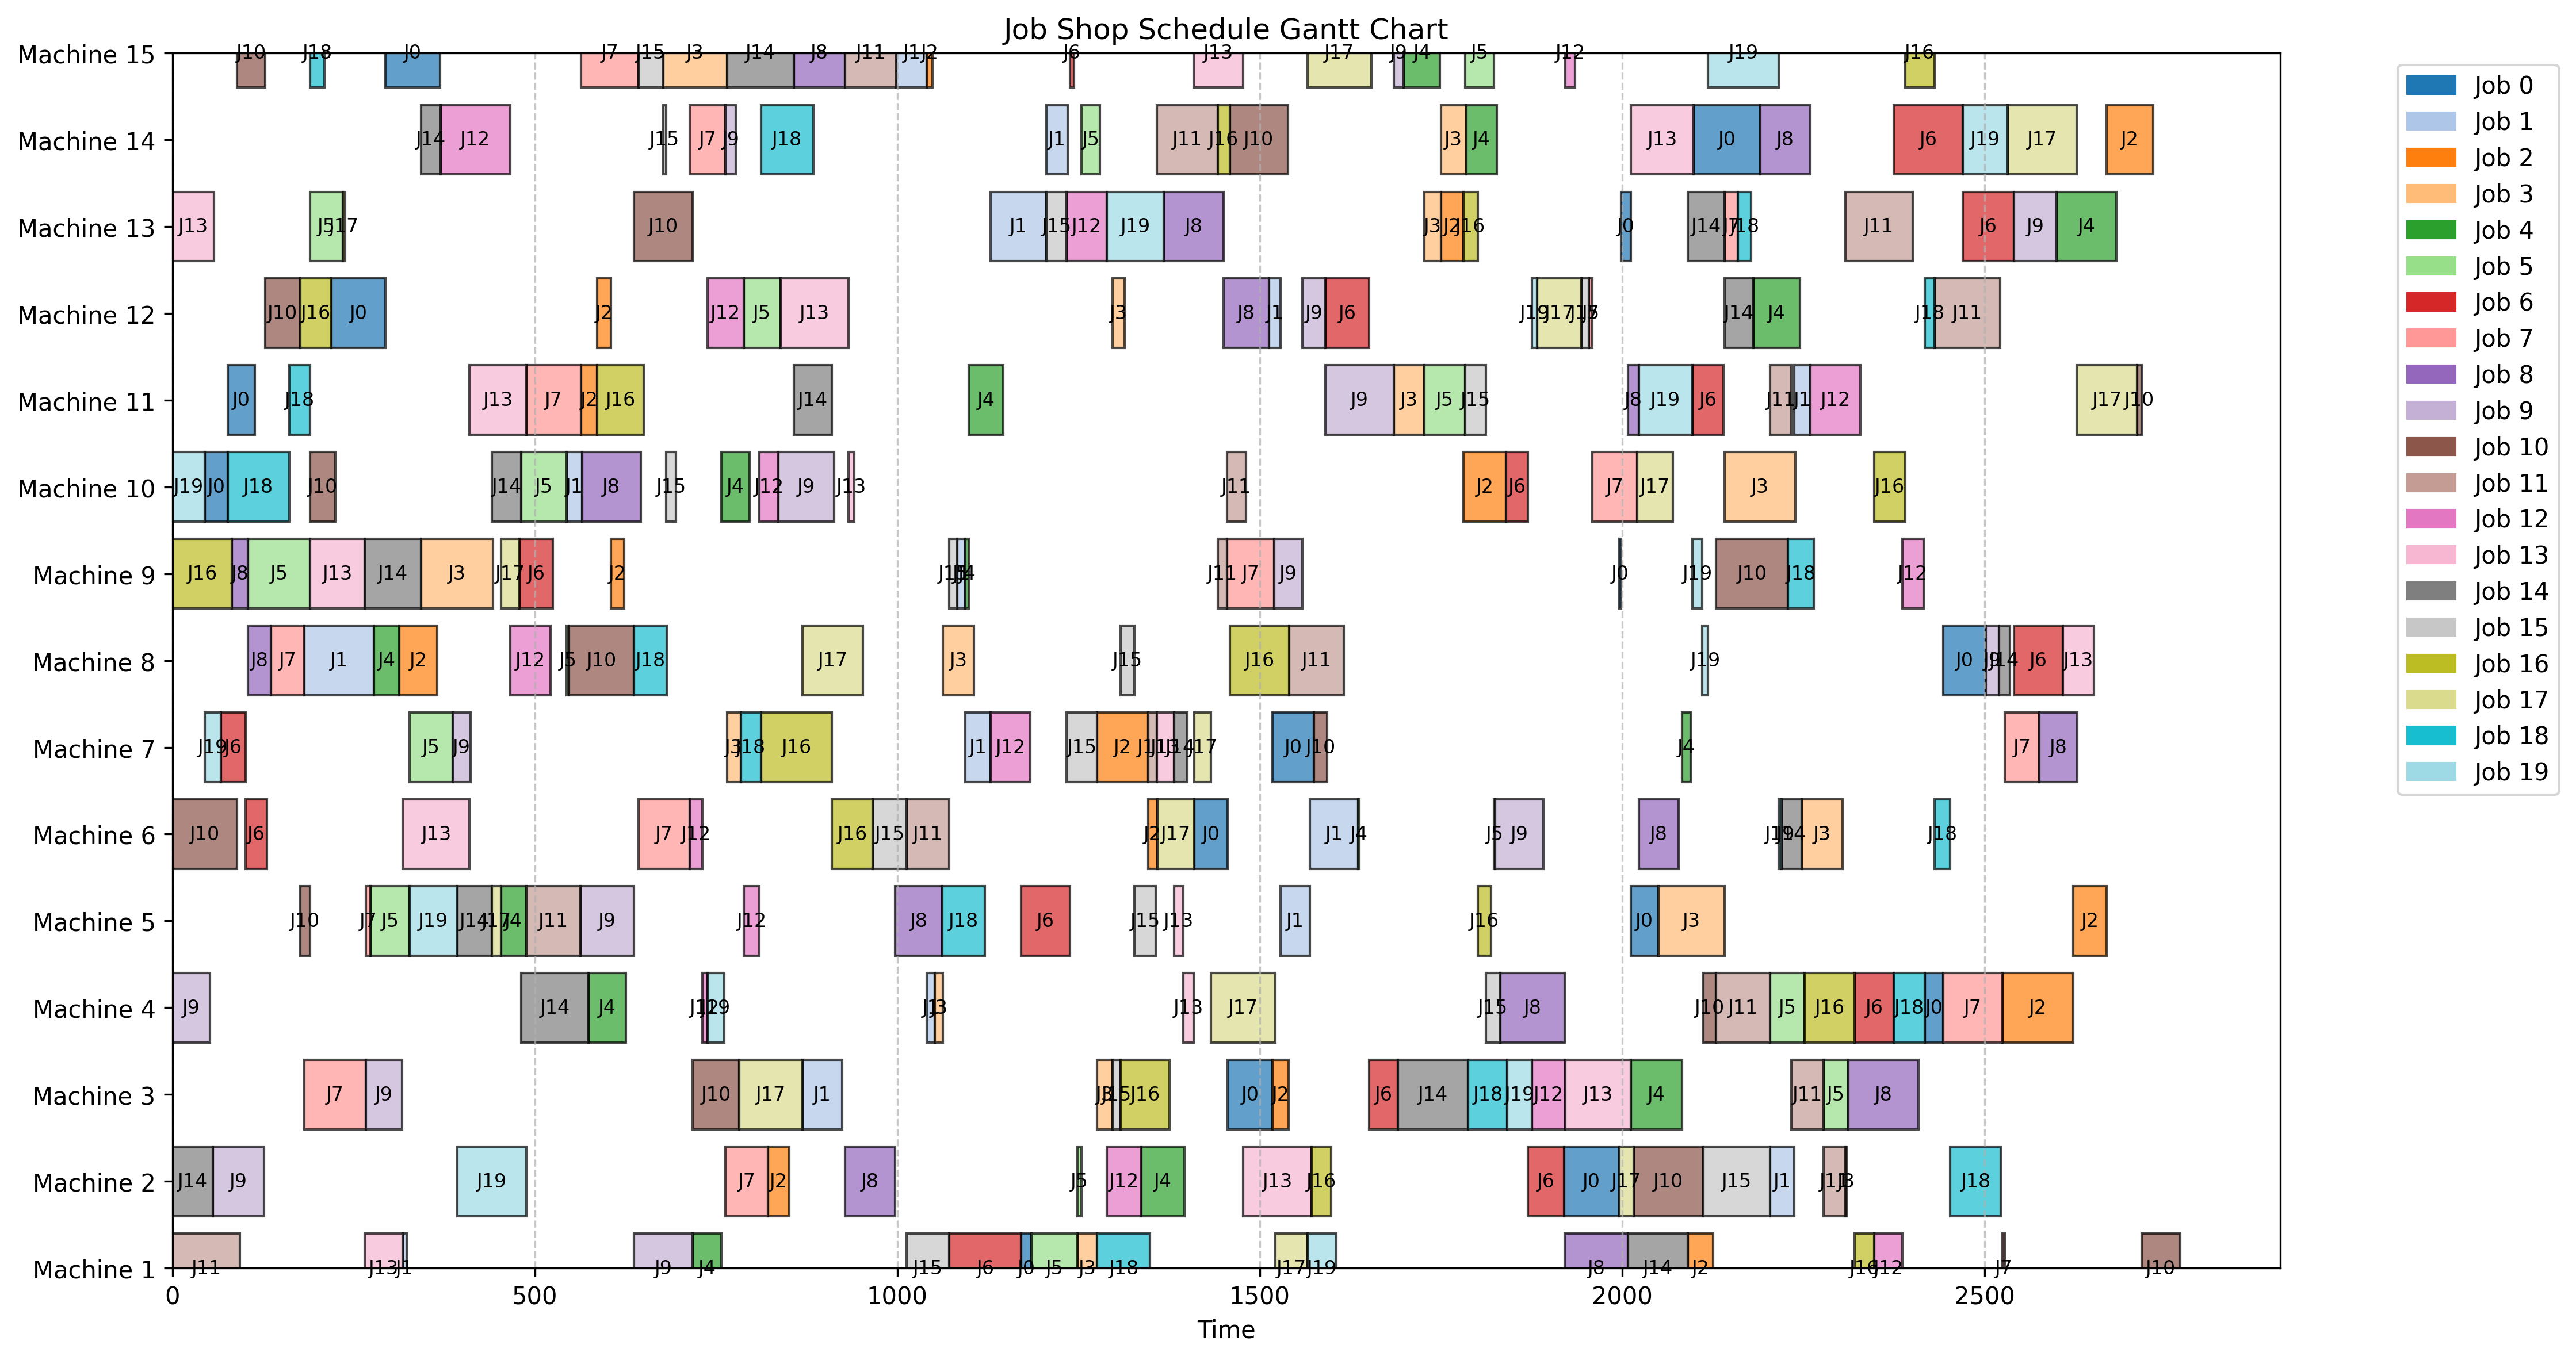 Job Shop Schedule Gantt Chart
Machine 15 J10 J18 J0 J7 J15 J3 J14 J8 J11 J1 J2 J6 J13 J17 J9 J4 J5 J12 J19 J16
Machine 14 J14 J12 J15 J7 J9 J18 J1 J5 J11 J16 J10 J3 J4 J13 J0 J8 J6 J19 J17 J2
Machine 13 J13 J5 J17 J10 J1 J15 J12 J19 J8 J3 J2 J16 J0 J14 J7 J18 J11 J6 J9 J4
Machine 12 J10 J16 J0 J2 J12 J5 J13 J3 J8 J1 J9 J6 J19 J17 J15 J7 J14 J4 J18 J11
Machine 11 J0 J18 J13 J7 J2 J16 J14 J4 J9 J3 J5 J15 J8 J19 J6 J11 J1 J12 J17 J10
Machine 10 J19 J0 J18 J10 J14 J5 J1 J8 J15 J4 J12 J9 J13 J11 J2 J6 J7 J17 J3 J16
Machine 9 J16 J8 J5 J13 J14 J3 J17 J6 J2 J15 J1 J4 J11 J7 J9 J0 J19 J10 J18 J12
Machine 8 J8 J7 J1 J4 J2 J12 J5 J10 J18 J17 J3 J15 J16 J11 J19 J0 J9 J14 J6 J13
Machine 7 J19 J6 J5 J9 J3 J18 J16 J1 J12 J15 J2 J11 J13 J14 J17 J0 J10 J4 J7 J8
Machine 6 J10 J6 J13 J7 J12 J16 J15 J11 J2 J17 J0 J1 J4 J5 J9 J8 J19 J14 J3 J18
Machine 5 J10 J7 J5 J19 J14 J17 J4 J11 J9 J12 J8 J18 J6 J15 J13 J1 J16 J0 J3 J2
Machine 4 J9 J14 J4 J12 J19 J1 J3 J13 J17 J15 J8 J10 J11 J5 J16 J6 J18 J0 J7 J2
Machine 3 J7 J9 J10 J17 J1 J3 J15 J16 J0 J2 J6 J14 J18 J19 J12 J13 J4 J11 J5 J8
Machine 2 J14 J9 J19 J7 J2 J8 J5 J12 J4 J13 J16 J6 J0 J17 J10 J15 J1 J11 J3 J18
Machine 1 J11 J13 J1 J9 J4 J15 J6 J0 J5 J3 J18 J17 J19 J8 J14 J2 J16 J12 J7 J10
0 500 1000 1500 2000 2500
Time
Job 0
Job 1
Job 2
Job 3
Job 4
Job 5
Job 6
Job 7
Job 8
Job 9
Job 10
Job 11
Job 12
Job 13
Job 14
Job 15
Job 16
Job 17
Job 18
Job 19